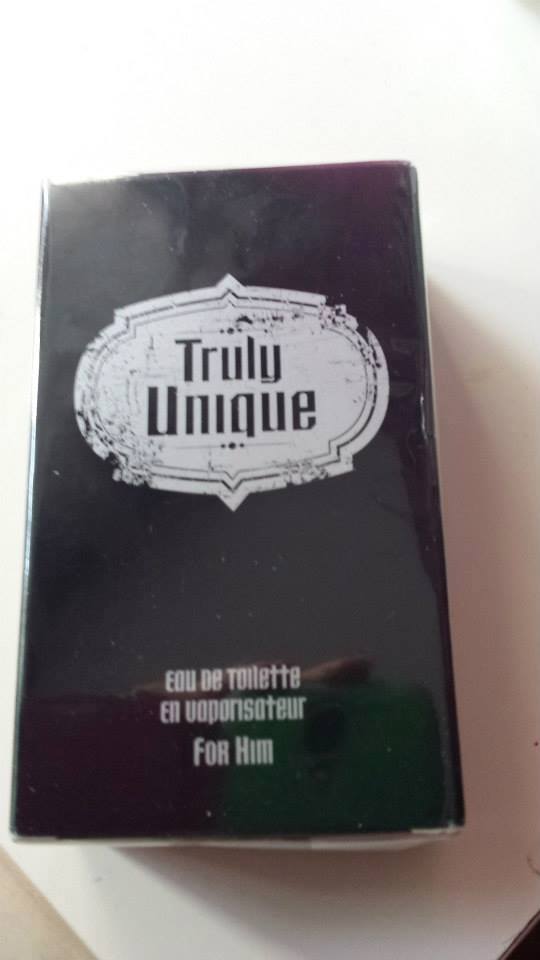 Truly
Unique
Eau De Toilette
En vaporisateur
For Him